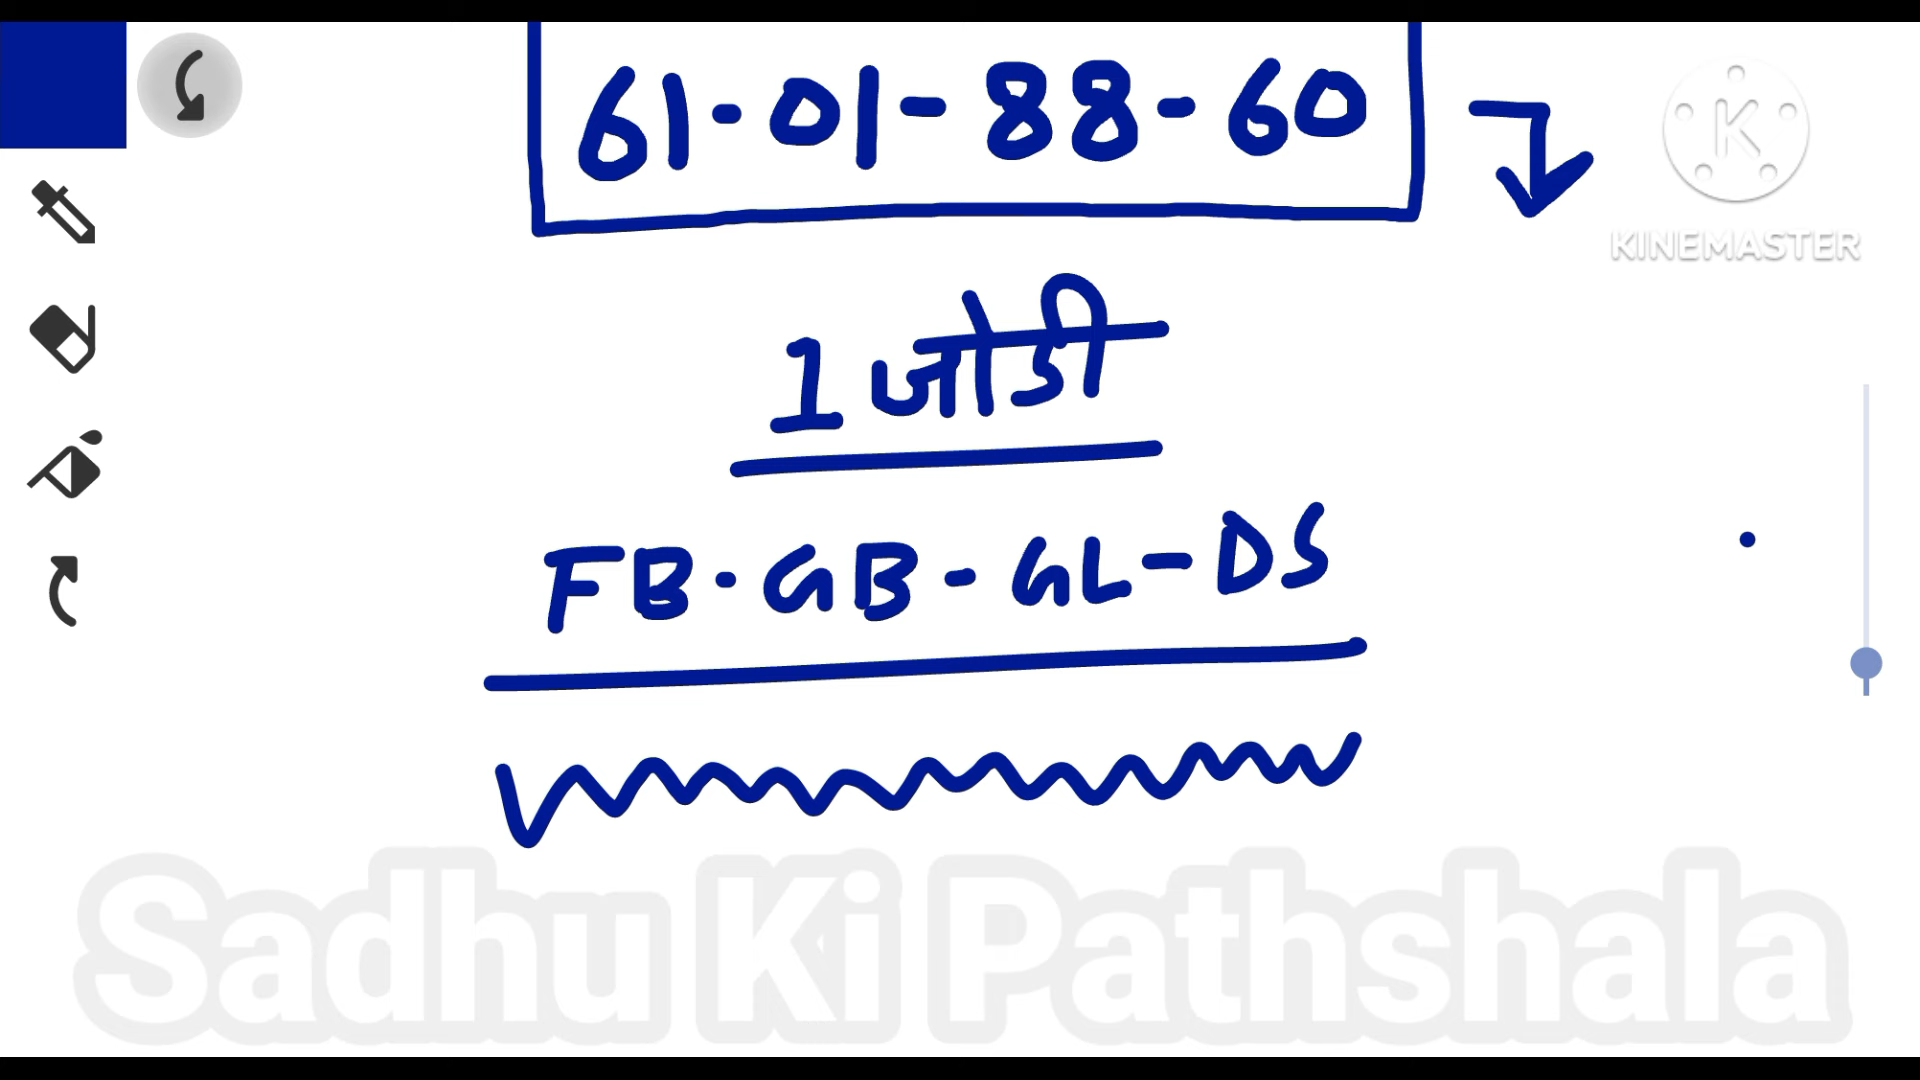 61-01-88-60
K
KINEMASTER
1 जोडी
FB-GB-GL-DS
Sadhu Ki Pathshala